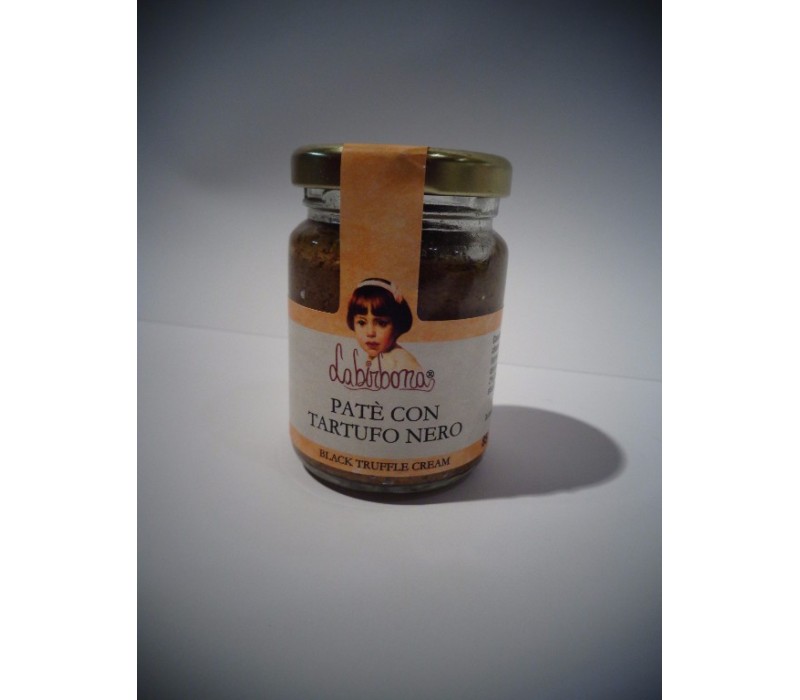 Labirbona®
PATÈ CON
TARTUFO NERO
BLACK TRUFFLE CREAM